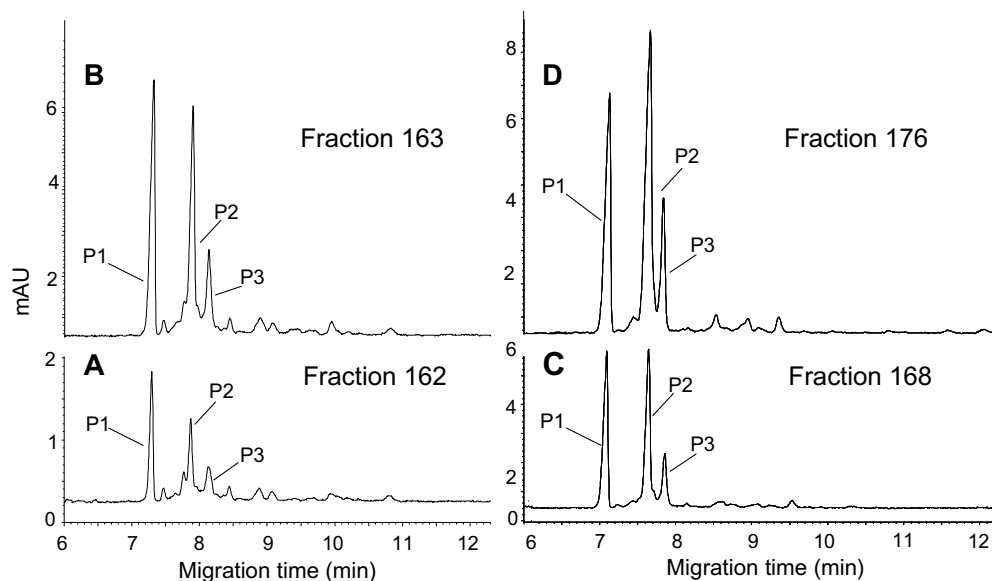 B
Fraction 163
P1
P2
P3
6
4
2
0
mAU
D
Fraction 176
P1
P2
P3
8
6
4
2
0
A
Fraction 162
P1
P2
P3
2
1
0
6 7 8 9 10 11 12
Migration time (min)
C
Fraction 168
P1
P2
P3
6
4
2
0
6 7 8 9 10 11 12
Migration time (min)